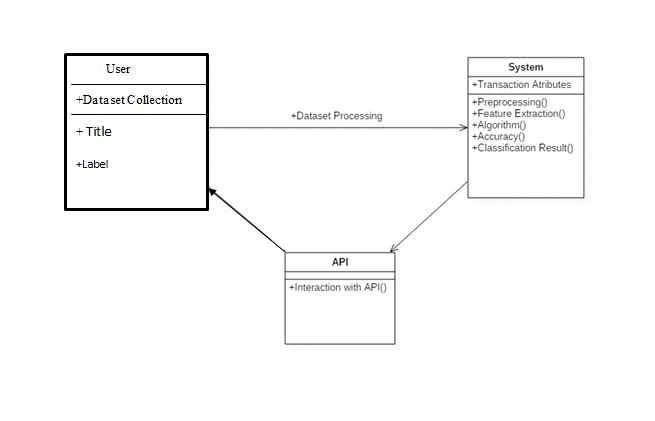 User
+Dataset Collection
+ Title
+Label
+Dataset Processing
System
+Transaction Atributes
+Preprocessing()
+Feature Extraction()
+Algorithm()
+Accuracy()
+Classification Result()
API
+Interaction with API()